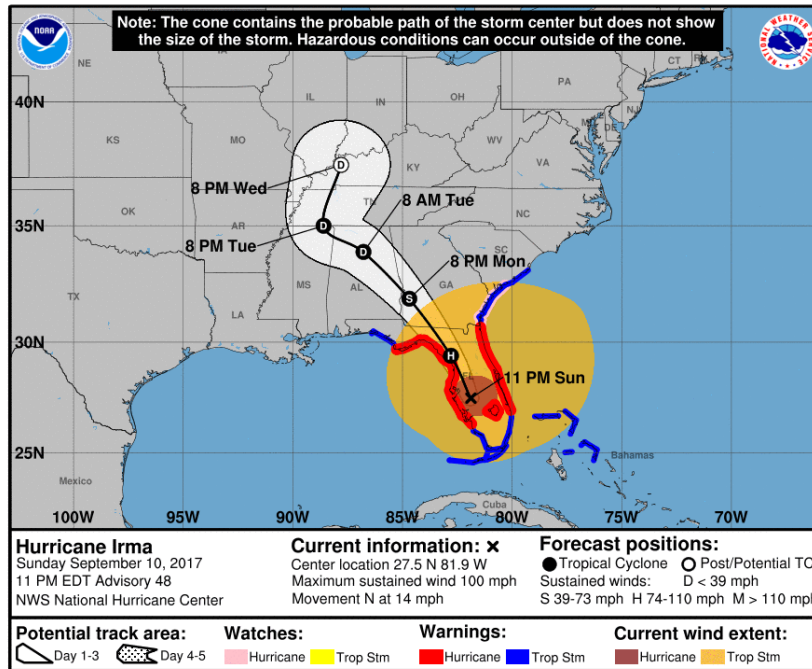 Note: The cone contains the probable path of the storm center but does not show
the size of the storm. Hazardous conditions can occur outside of the cone.
NOAA
NATIONAL WEATHER SERVICE
NE
IA
IL
IN
OH
PA
CT
NJ
DE
40N
KS
MO
WV
VA
KY
8 PM Wed
D
TN
8 AM Tue
NC
OK
AR
35N
8 PM Tue
D
D
SC
8 PM Mon
S
TX
MS
AL
GA
LA
30N
H
FL
11 PM Sun
25N
Bahamas
Mexico
Cuba
100W
95W
90W
85W
80W
75W
70W
Hurricane Irma
Sunday September 10, 2017
11 PM EDT Advisory 48
NWS National Hurricane Center
Current information: ×
Center location 27.5 N 81.9 W
Maximum sustained wind 100 mph
Movement N at 14 mph
Forecast positions:
Tropical Cyclone Post/Potential TC
Sustained winds: D < 39 mph
S 39-73 mph H 74-110 mph M > 110 mph
Potential track area:
Day 1-3 Day 4-5
Watches:
Hurricane Trop Stm
Warnings:
Hurricane Trop Stm
Current wind extent:
Hurricane Trop Stm